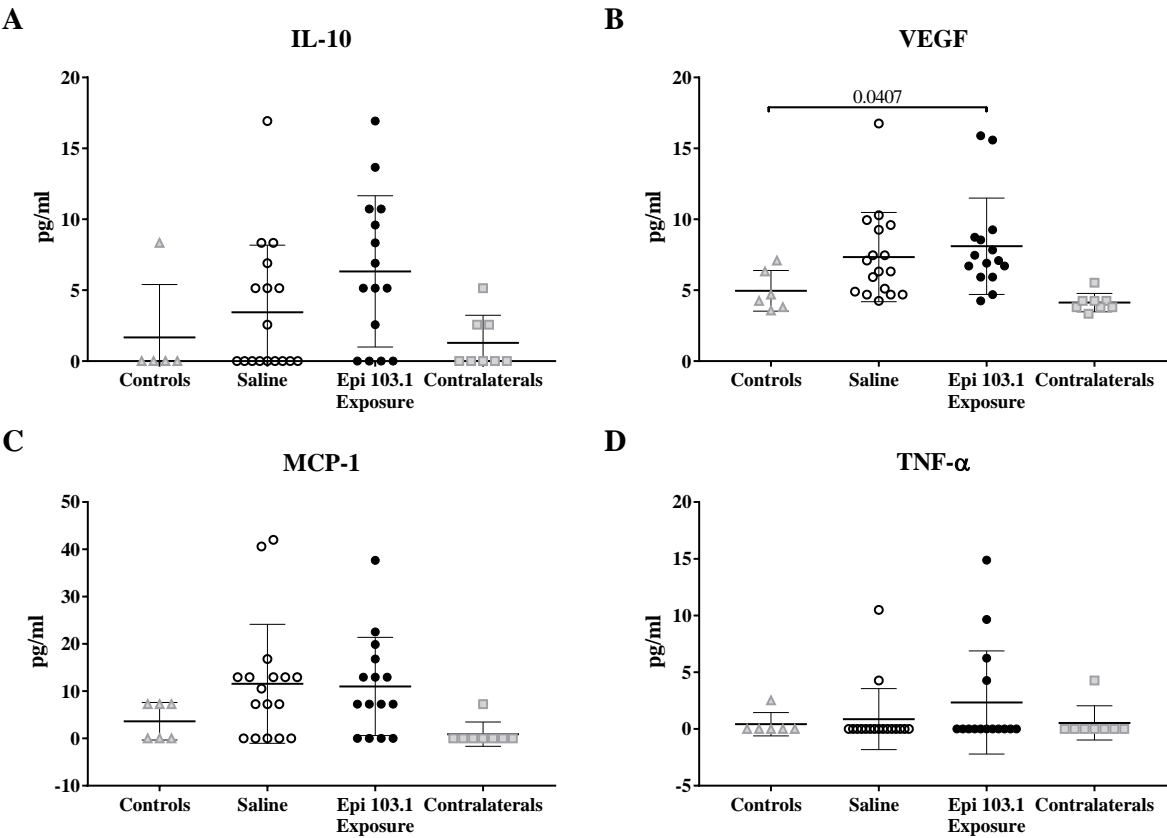 A
IL-10
20
15
10
5
0
pg/ml
Controls
Saline
Epi 103.1
Exposure
Contralaterals
B
VEGF
0.0407
20
15
10
5
0
pg/ml
Controls
Saline
Epi 103.1
Exposure
Contralaterals
C
MCP-1
50
40
30
20
10
0
-10
pg/ml
Controls
Saline
Epi 103.1
Exposure
Contralaterals
D
TNF-α
20
15
10
5
0
-5
pg/ml
Controls
Saline
Epi 103.1
Exposure
Contralaterals